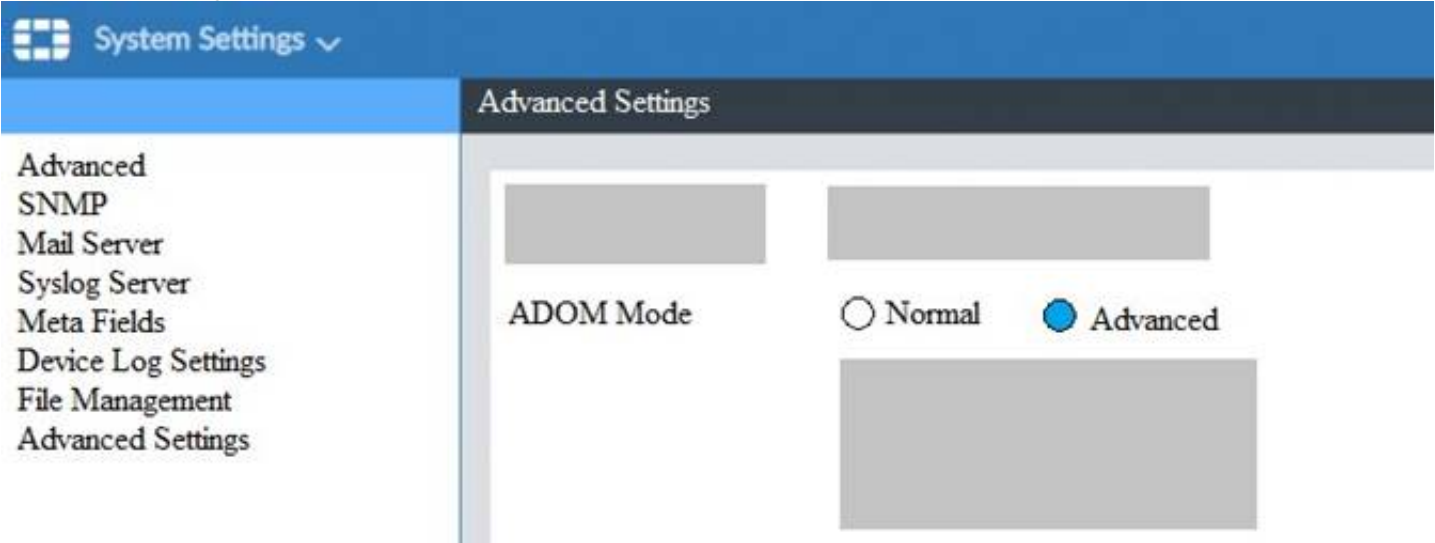 System Settings
Advanced Settings
Advanced
SNMP
Mail Server
Syslog Server
Meta Fields
Device Log Settings
File Management
Advanced Settings
ADOM Mode Normal Advanced